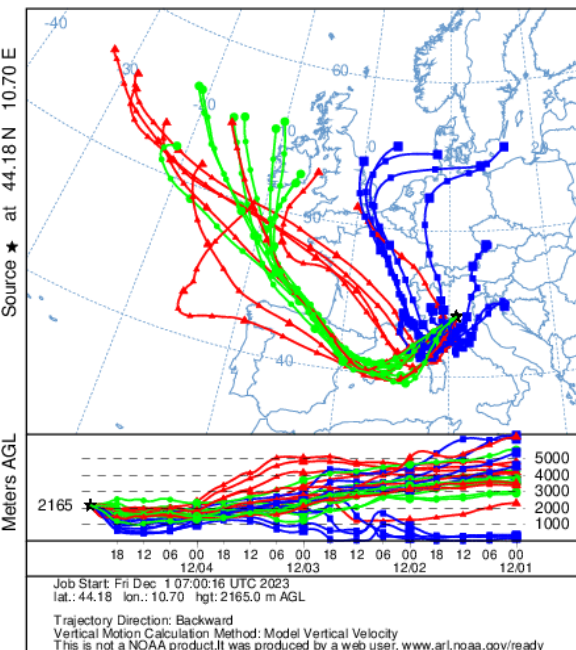 -40
30
60
20
0
30
40
Source ★ at 44.18 N 10.70 E
Meters AGL
2165
5000
4000
3000
2000
1000
18 12 06 00 18 12 06 00 18 12 06 00 18 12 06 00
12/04 12/03 12/02 12/01
Job Start: Fri Dec 1 07:00:16 UTC 2023
lat.: 44.18 lon.: 10.70 hgt: 2165.0 m AGL
Trajectory Direction: Backward
Vertical Motion Calculation Method: Model Vertical Velocity
This is not a NOAA product.It was produced by a web user. www.arl.noaa.gov/ready